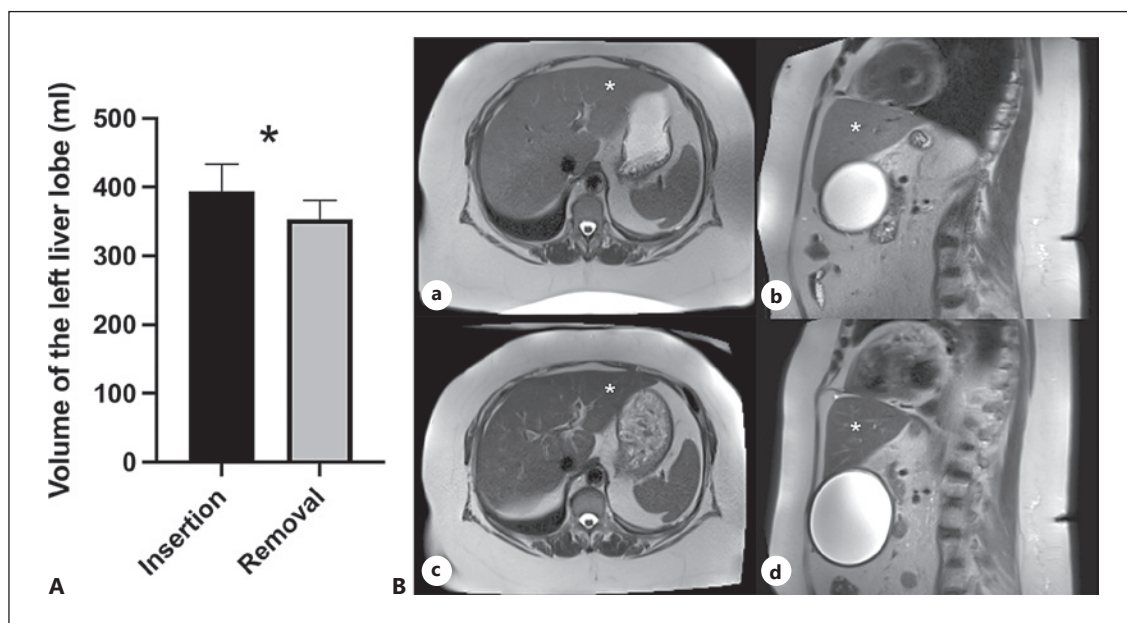 Volume of the left liver lobe (ml)
500
400
300
200
100
0
*
Insertion
Removal
A
B
*
a
*
b
*
c
*
d